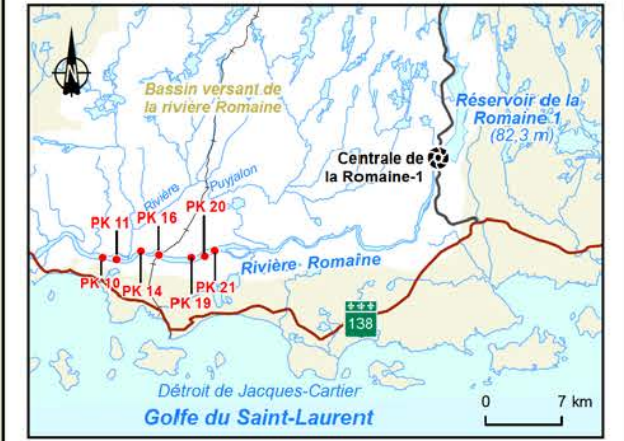 N
Bassin versant de
la rivière Romaine
Réservoir de la
Romaine 1
(82,3 m)
Centrale de
la Romaine-1
Rivière Puyjalon
PK 20
PK 16
PK 11
Rivière Romaine
PK 10
PK 14
PK 21
PK 19
138
Détroit de Jacques-Cartier
Golfe du Saint-Laurent
0 7 km